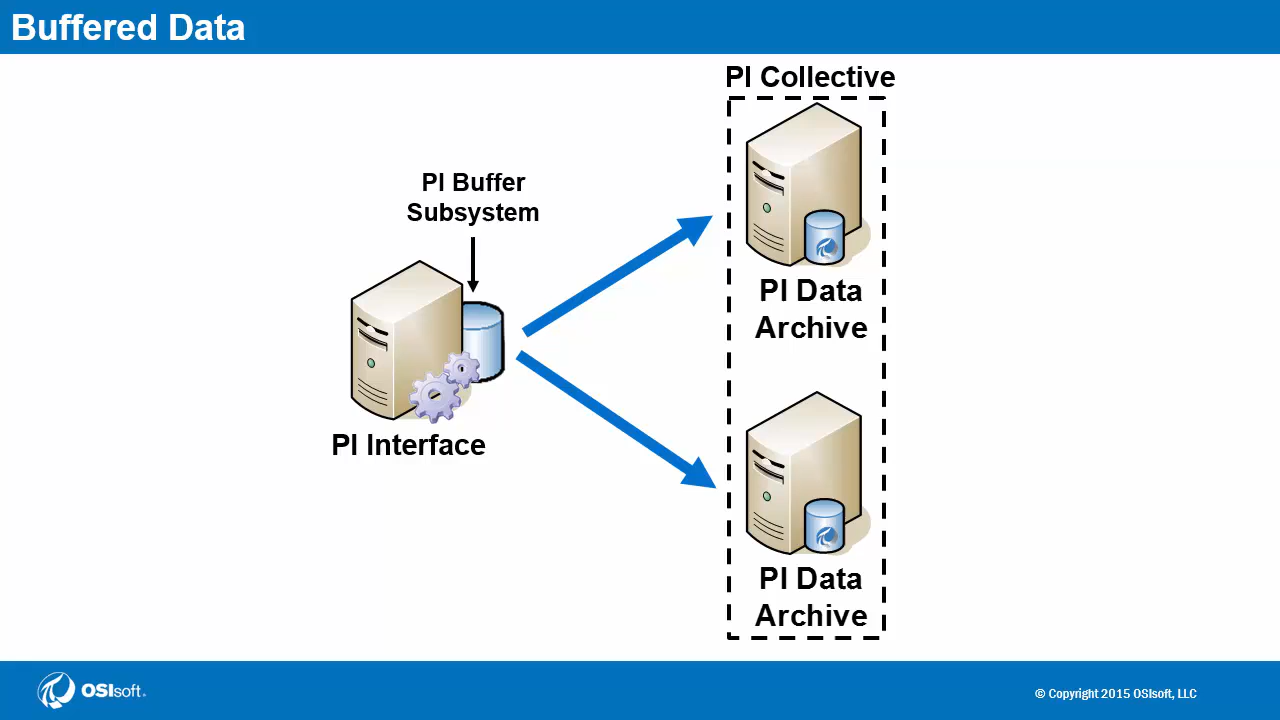 Buffered Data
PI Collective
PI Buffer
Subsystem
PI Interface
PI Data
Archive
PI Data
Archive
OSIsoft.
© Copyright 2015 OSIsoft, LLC